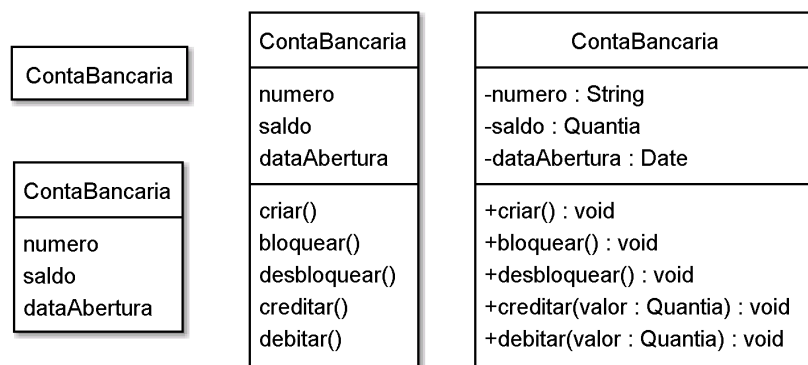 ContaBancaria
ContaBancaria
numero
saldo
dataAbertura
ContaBancaria
numero
saldo
dataAbertura
criar()
bloquear()
desbloquear()
creditar()
debitar()
ContaBancaria
-numero : String
-saldo : Quantia
-dataAbertura : Date
+criar() : void
+bloquear() : void
+desbloquear() : void
+creditar(valor : Quantia) : void
+debitar(valor : Quantia) : void